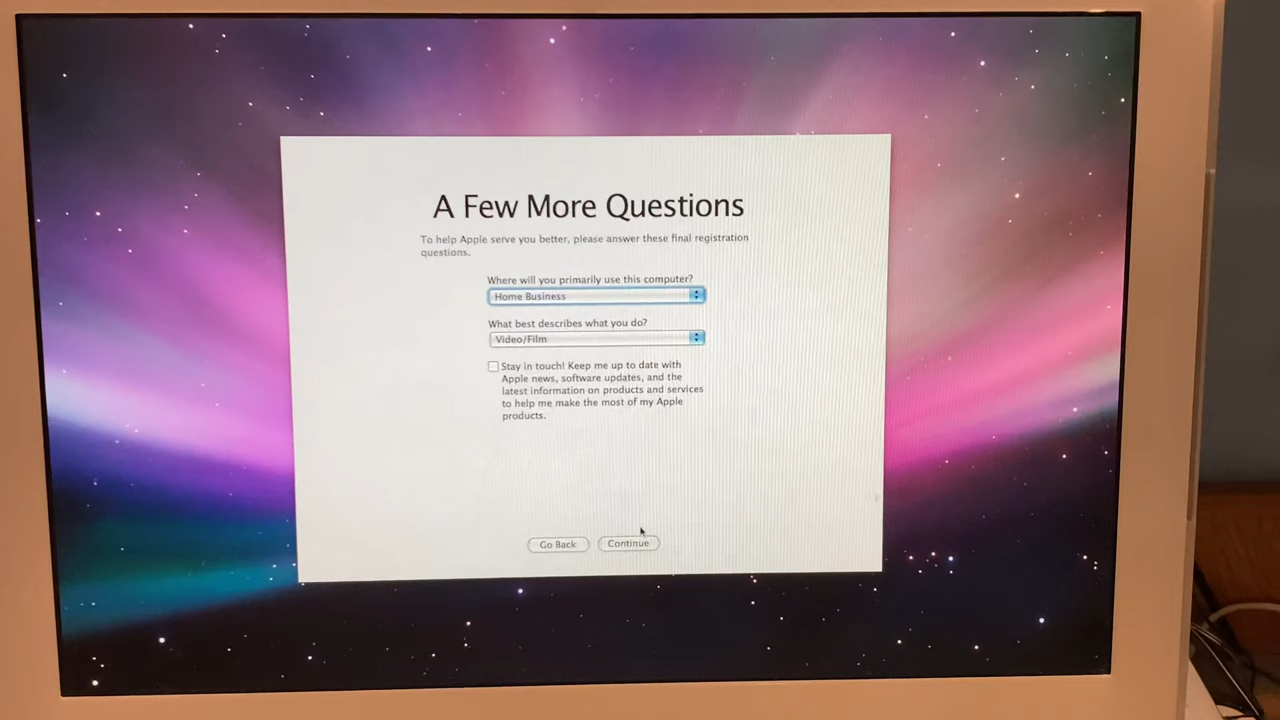 A Few More Questions
To help Apple serve you better, please answer these final registration
questions.
Where will you primarily use this computer?
Home Business
What best describes what you do?
Video/Film
Stay in touch! Keep me up to date with
Apple news, software updates, and the
latest information on products and services
to help me make the most of my Apple
products.
Go Back
Continue